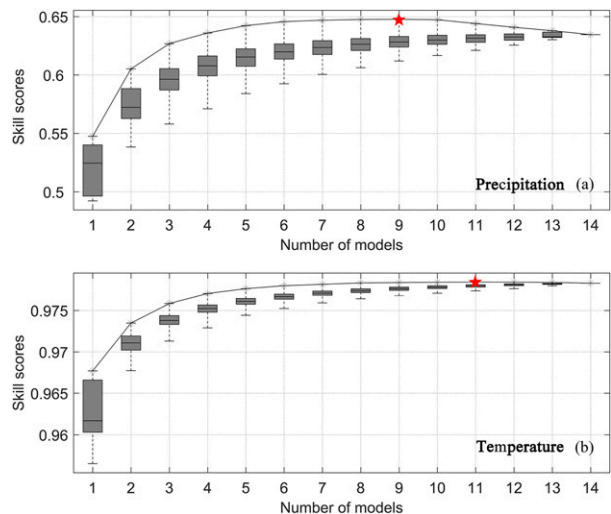 0.65
0.6
0.55
0.5
Skill scores
Precipitation (a)
1 2 3 4 5 6 7 8 9 10 11 12 13 14
Number of models
0.975
0.97
0.965
0.96
Skill scores
Temperature (b)
1 2 3 4 5 6 7 8 9 10 11 12 13 14
Number of models